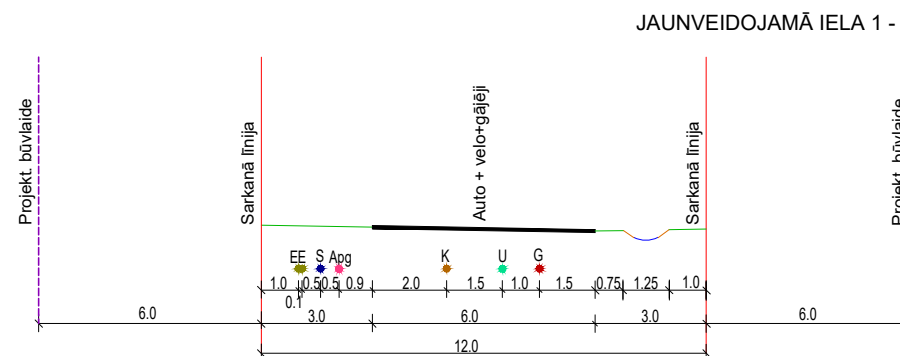 JAUNVEIDOJAMĀ IELA 1 -
Projekt. būvlaide
Sarkanā līnija
Auto + velo+gājēji
Sarkanā līnija
Projekt. būvlaide
EE S Apg K U G
1.0 0.5 0.5 0.9 2.0 1.5 1.0 1.5 0.75 1.25 1.0
0.1
6.0 3.0 6.0 3.0 6.0
12.0